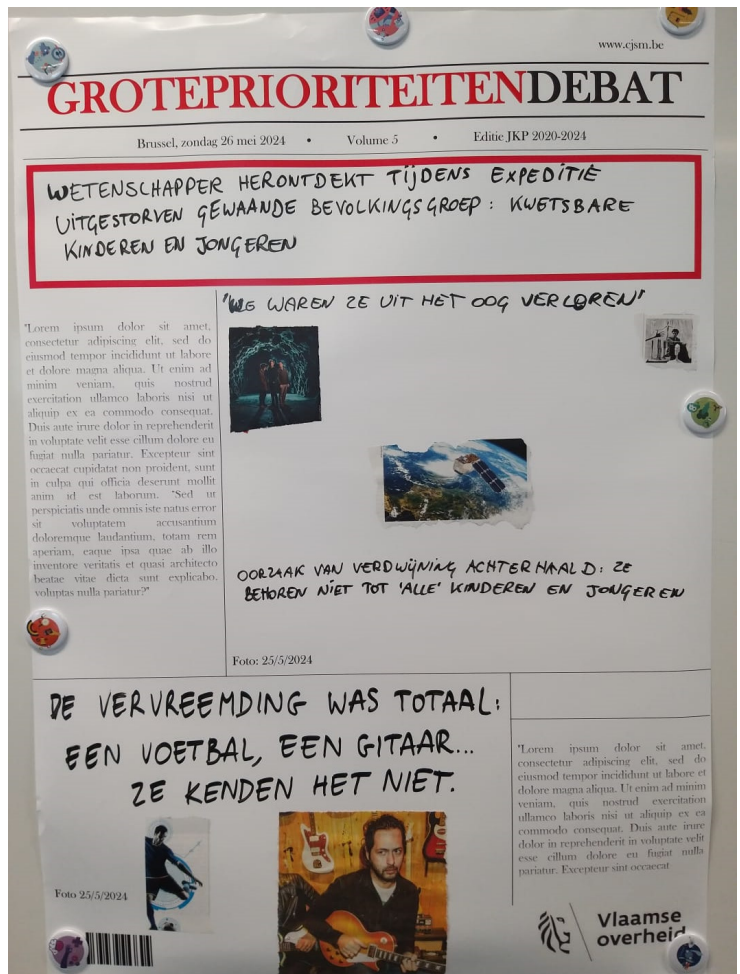 www.cjsm.be
GROTEPRIORITEITENDEBAT
Brussel, zondag 26 mei 2024 • Volume 5 • Editie JKP 2020-2024
WETENSCHAPPER HERONTDEKT TIJDENS EXPEDITIE
UITGESTORVEN GEWAANDE BEVOLKINGSGROEP: KWETSBARE
KINDEREN EN JONGEREN
"WE WAREN ZE UIT HET OOG VERLOREN"
"Lorem ipsum dolor sit amet,
consectetur adipiscing elit, sed do
eiusmod tempor incididunt ut labore
et dolore magna aliqua. Ut enim ad
minim veniam, quis nostrud
exercitation ullamco laboris nisi ut
aliquip ex ea commodo consequat.
Duis aute irure dolor in reprehenderit
in voluptate velit esse cillum dolore eu
fugiat nulla pariatur. Excepteur sint
occaecat cupidatat non proident, sunt
in culpa qui officia deserunt mollit
anim id est laborum. "Sed ut
perspiciatis unde omnis iste natus error
sit voluptatem accusantium
doloremque laudantium, totam rem
aperiam, eaque ipsa quae ab illo
inventore veritatis et quasi architecto
beatae vitae dicta sunt explicabo.
voluptas nulla pariatur?"
OORZAAK VAN VERDWIJNING ACHTERHAALD: ZE
BEHOREN NIET TOT 'ALLE' KINDEREN EN JONGEREN
Foto: 25/5/2024
DE VERVREEMDING WAS TOTAAL:
EEN VOETBAL, EEN GITAAR...
ZE KENDEN HET NIET.
Foto 25/5/2024
"Lorem ipsum dolor sit amet,
consectetur adipiscing elit, sed do
eiusmod tempor incididunt ut labore et
dolore magna aliqua. Ut enim ad minim
veniam, quis nostrud exercitation
ullamco laboris nisi ut aliquip ex ea
commodo consequat. Duis aute irure
dolor in reprehenderit in voluptate velit
esse cillum dolore eu fugiat nulla
pariatur. Excepteur sint occaecat
Vlaamse
overheid